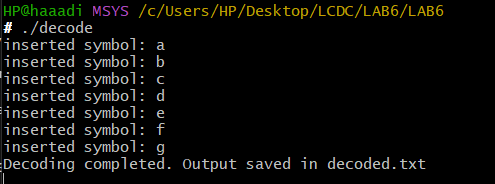 HP@haaadi MSYS /c/Users/HP/Desktop/LCDC/LAB6/LAB6
# ./decode
inserted symbol: a
inserted symbol: b
inserted symbol: c
inserted symbol: d
inserted symbol: e
inserted symbol: f
inserted symbol: g
Decoding completed. Output saved in decoded.txt